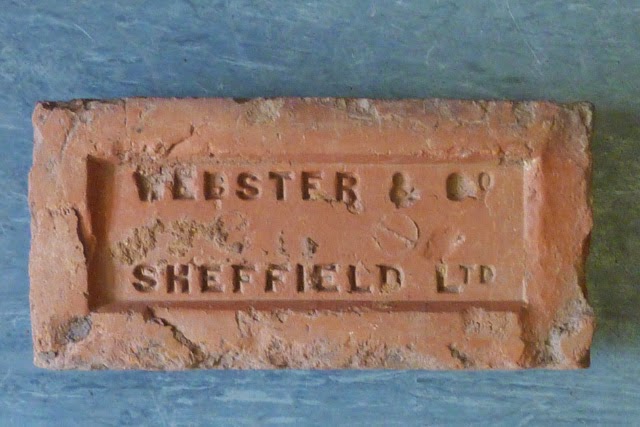 WEBSTER & Co
SHEFFIELD LTD